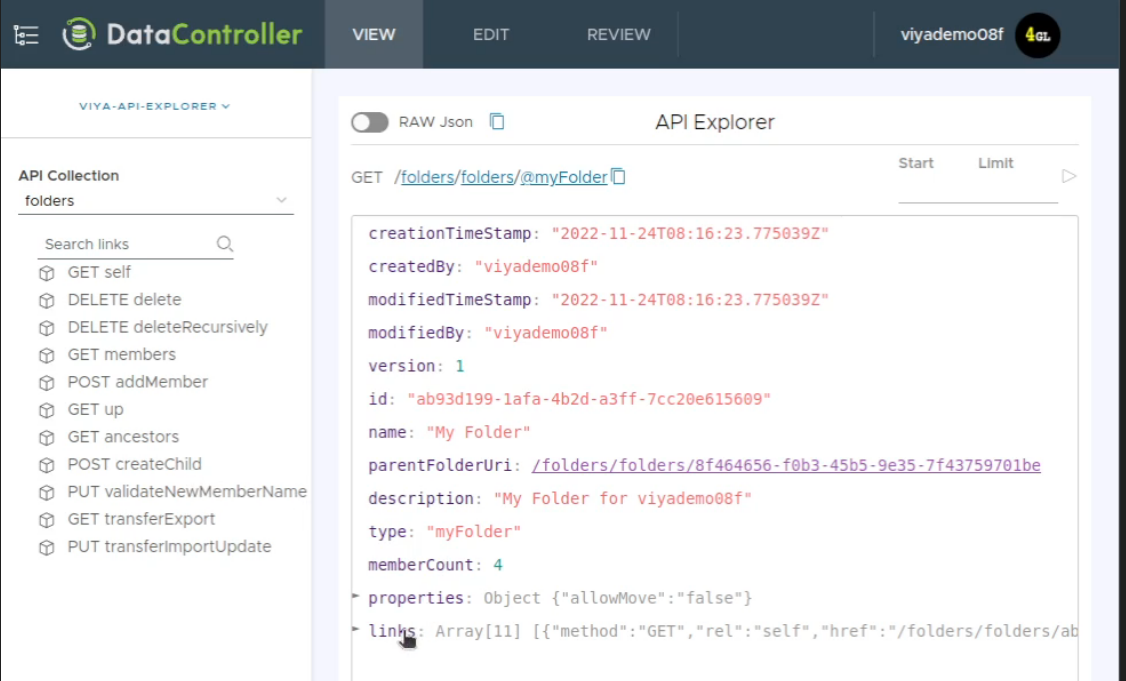 DataController
VIEW
EDIT
REVIEW
viyademo08f
4GL
VIYA-API-EXPLORER
API Collection
folders
Search links
GET self
DELETE delete
DELETE deleteRecursively
GET members
POST addMember
GET up
GET ancestors
POST createChild
PUT validateNewMemberName
GET transferExport
PUT transferImportUpdate
RAW Json
API Explorer
GET /folders/folders/@myFolder
Start
Limit
creationTimeStamp: "2022-11-24T08:16:23.775039Z"
createdBy: "viyademo08f"
modifiedTimeStamp: "2022-11-24T08:16:23.775039Z"
modifiedBy: "viyademo08f"
version: 1
id: "ab93d199-1afa-4b2d-a3ff-7cc20e615609"
name: "My Folder"
parentFolderUri: /folders/folders/8f464656-f0b3-45b5-9e35-7f43759701be
description: "My Folder for viyademo08f"
type: "myFolder"
memberCount: 4
properties: Object {"allowMove":"false"}
links: Array[11] [{"method":"GET","rel":"self","href":"/folders/folders/ab